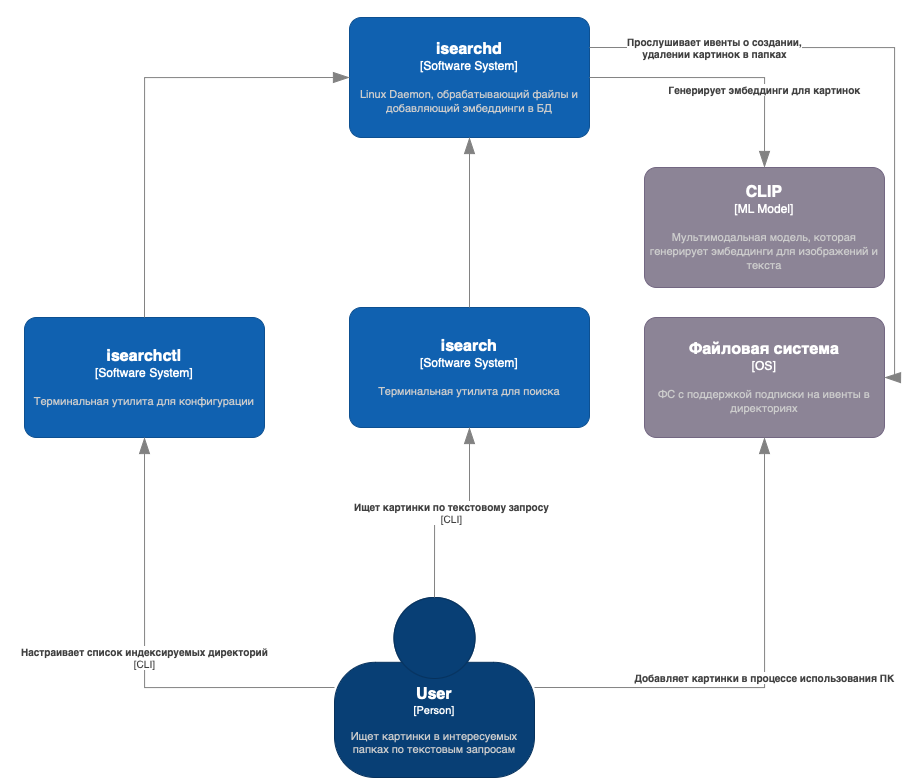 isearchd
[Software System]
Linux Daemon, обрабатывающий файлы и
добавляющий эмбеддинги в БД
Прослушивает ивенты о создании,
удалении картинок в папках
Генерирует эмбеддинги для картинок
CLIP
[ML Model]
Мультимодальная модель, которая
генерирует эмбеддинги для изображений и
текста
isearchctl
[Software System]
Терминальная утилита для конфигурации
isearch
[Software System]
Терминальная утилита для поиска
Файловая система
[OS]
ФС с поддержкой подписки на ивенты в
директориях
Ищет картинки по текстовому запросу
[CLI]
Настраивает список индексируемых директорий
[CLI]
Добавляет картинки в процессе использования ПК
User
[Person]
Ищет картинки в интересуемых
папках по текстовым запросам